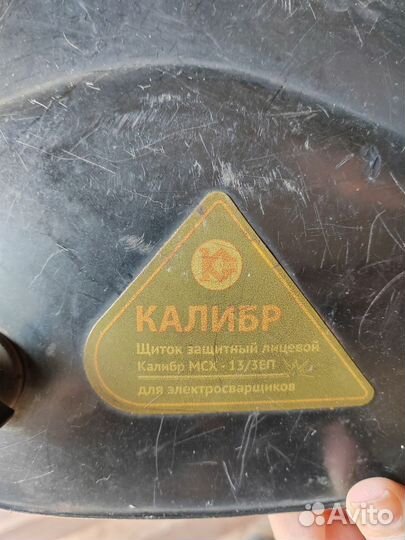 КАЛИБР
Щиток защитный лицевой
Калибр МСХ - 13/3ЕП
для электросварщиков
Avito